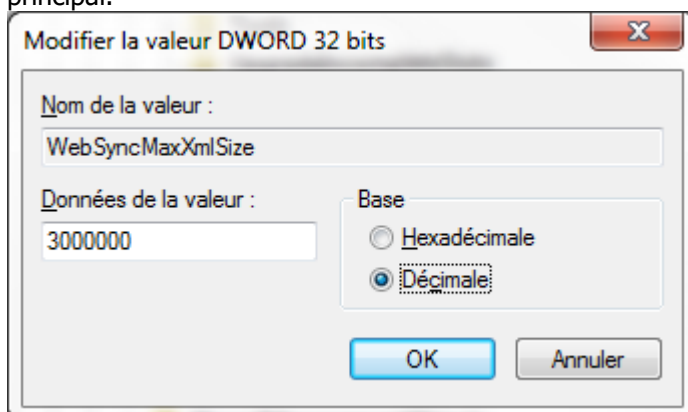 principal.
Modifier la valeur DWORD 32 bits
Nom de la valeur :
WebSyncMaxXmlSize
Données de la valeur :
3000000
Base
Hexadécimale
Décimale
OK
Annuler